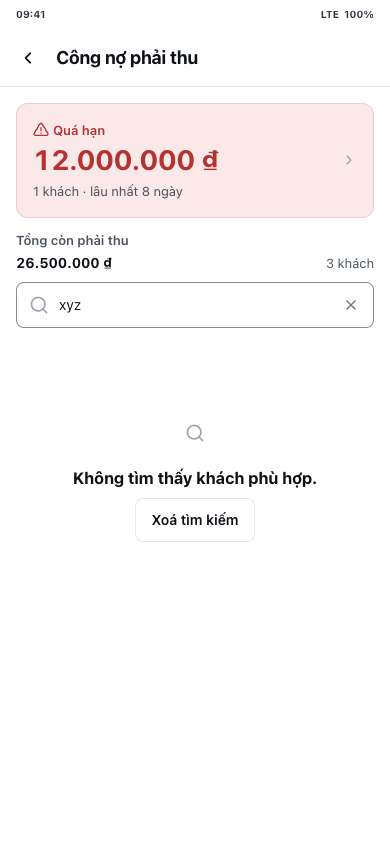 09:41
LTE 100%
Công nợ phải thu
Quá hạn
12.000.000 ₫
1 khách · lâu nhất 8 ngày
Tổng còn phải thu
26.500.000 ₫
3 khách
xyz
Không tìm thấy khách phù hợp.
Xoá tìm kiếm